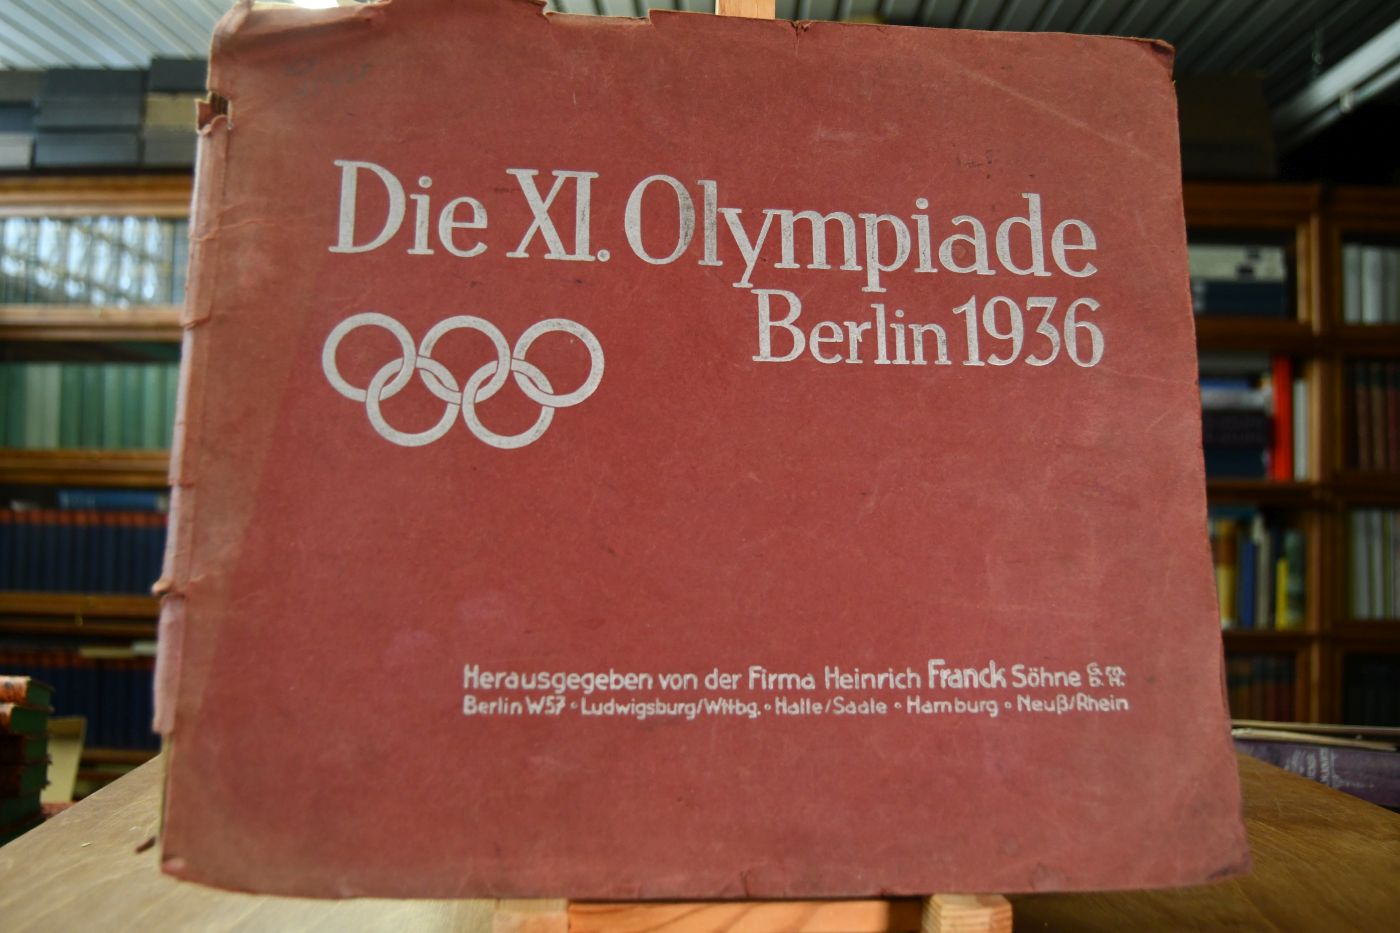 Die XI. Olympiade
Berlin 1936
Herausgegeben von der Firma Heinrich Franck Söhne G.m.b.H.
Berlin W57 • Ludwigsburg/Wttbg. • Halle/Saale • Hamburg • Neuß/Rhein